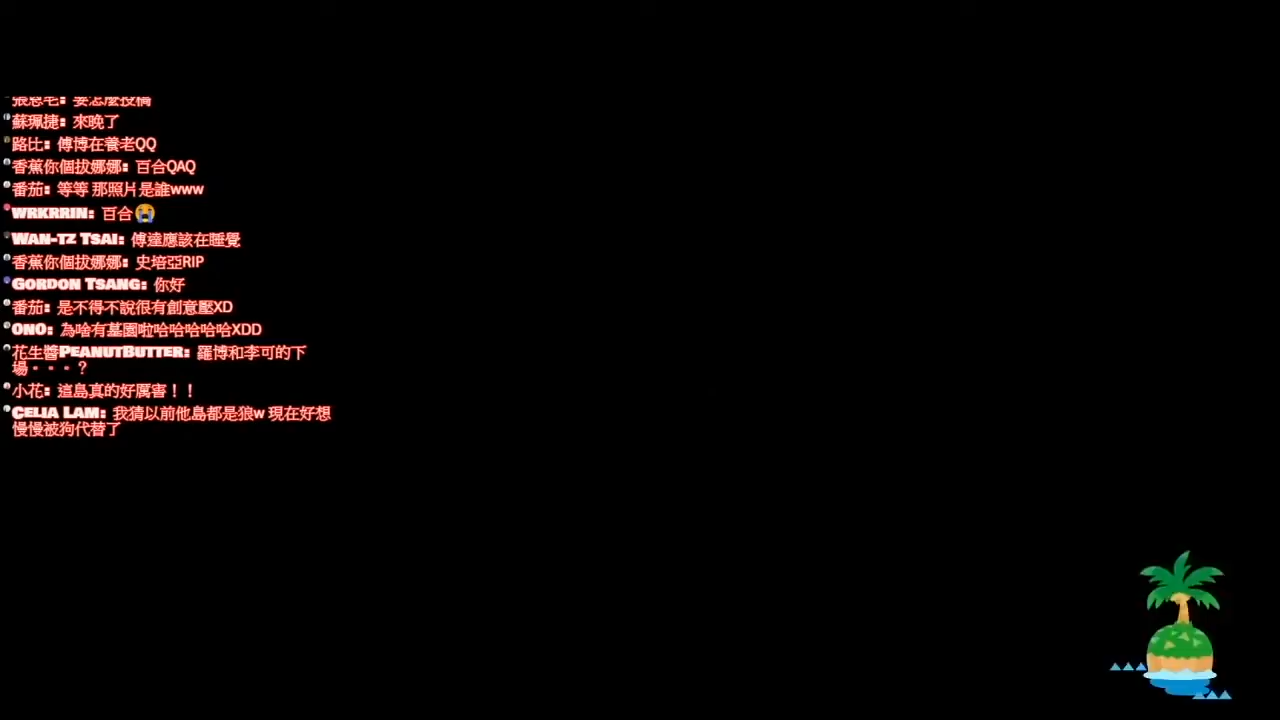 張恩宅: 要怎麼投稿
蘇珮捷: 來晚了
路比: 傅博在養老QQ
香蕉你個拔娜娜: 百合QAQ
番茄: 等等 那照片是誰www
WRKRRIN: 百合😭
WAN-TZ TSAI: 傅達應該在睡覺
香蕉你個拔娜娜: 史培亞RIP
GORDON TSANG: 你好
番茄: 是不得不說很有創意壓XD
ONO: 為啥有墓園啦哈哈哈哈哈XDD
花生醬PEANUTBUTTER: 羅博和李可的下
場・・・？
小花: 這島真的好厲害！！
CELIA LAM: 我猜以前他島都是狼w 現在好想
慢慢被狗代替了